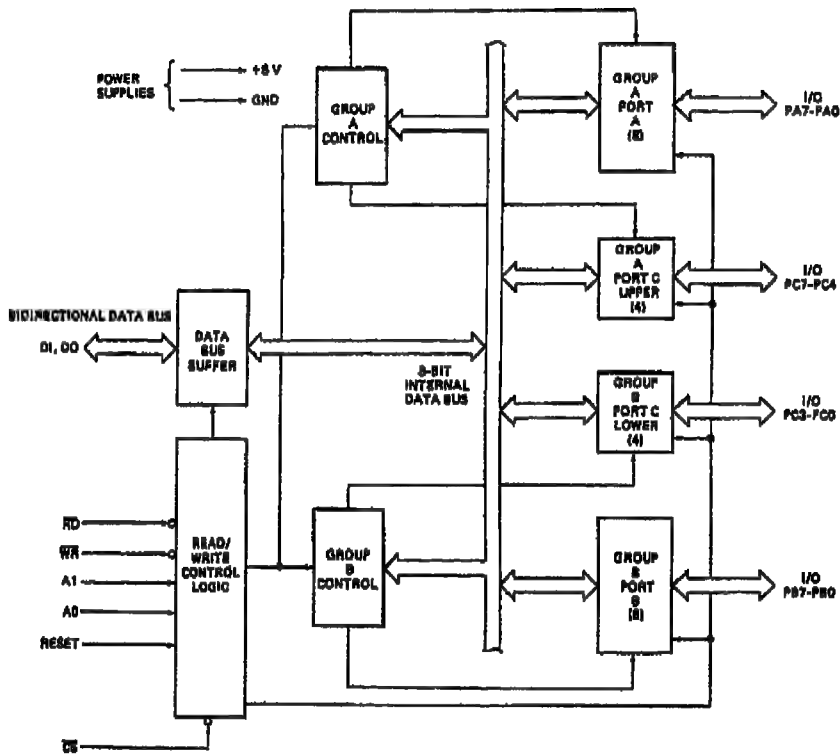 POWER
SUPPLIES
+5 V
GND
GROUP
A
CONTROL
GROUP
A
PORT
A
(8)
I/O
PA7-PA0
GROUP
A
PORT C
UPPER
(4)
I/O
PC7-PC4
BIDIRECTIONAL DATA BUS
DI, DO
DATA
BUS
BUFFER
8-BIT
INTERNAL
DATA BUS
GROUP
B
PORT C
LOWER
(4)
I/O
PC3-PC0
RD
WR
A1
A0
RESET
CS
READ/
WRITE
CONTROL
LOGIC
GROUP
B
CONTROL
GROUP
B
PORT
B
(8)
I/O
PB7-PB0